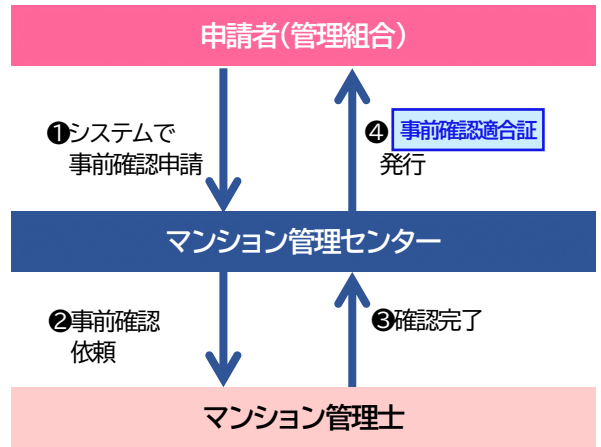 申請者(管理組合)
❶システムで
事前確認申請
❹ 事前確認適合証
発行
マンション管理センター
❷事前確認
依頼
❸確認完了
マンション管理士